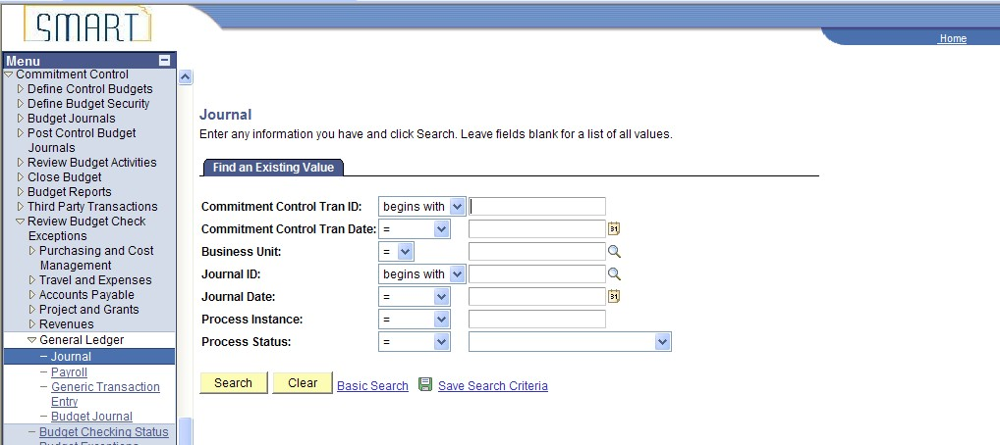 SMART
Home
Menu
Commitment Control
Define Control Budgets
Define Budget Security
Budget Journals
Post Control Budget
Journals
Review Budget Activities
Close Budget
Budget Reports
Third Party Transactions
Review Budget Check
Exceptions
Purchasing and Cost
Management
Travel and Expenses
Accounts Payable
Project and Grants
Revenues
General Ledger
Journal
Payroll
Generic Transaction
Entry
Budget Journal
Budget Checking Status
Budget Exceptions
Journal
Enter any information you have and click Search. Leave fields blank for a list of all values.
Find an Existing Value
Commitment Control Tran ID: begins with
Commitment Control Tran Date: = 31
Business Unit: =
Journal ID: begins with
Journal Date: = 31
Process Instance: =
Process Status: =
Search Clear Basic Search Save Search Criteria